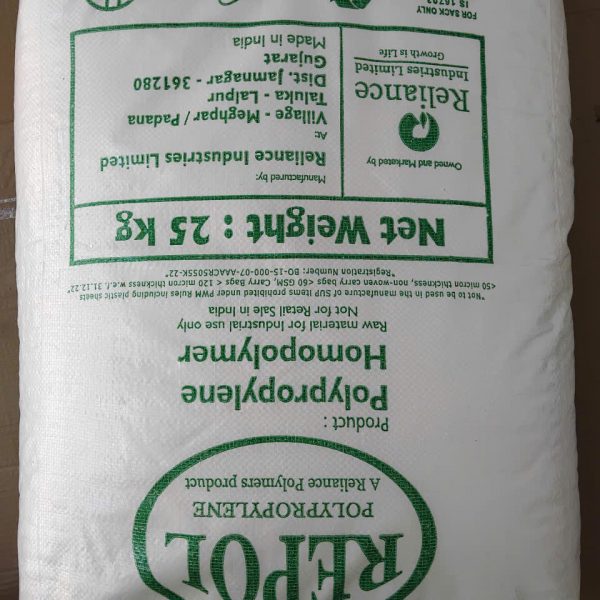 REPOL
POLYPROPYLENE
A Reliance Polymers product
Product :
Polypropylene
Homopolymer
Raw material for Industrial use only
Not for Retail Sale in India
"Not to be used in the manufacture of SUP items prohibited under PWM Rules including plastic sheets
<50 micron thickness, non-woven carry bags <60 GSM, Carry Bags < 120 micron thickness w.e.f. 31.12.22"
"Registration Number: BO-15-000-07-AAACR5055K-22"
Net Weight : 25 kg
Owned and Marketed by
Reliance
Industries Limited
Growth is Life
Manufactured by:
Reliance Industries Limited
At:
Village - Meghpar / Padana
Taluka - Lalpur
Dist. Jamnagar - 361280
Gujarat
Made in India
IS 16703
FOR SACK ONLY